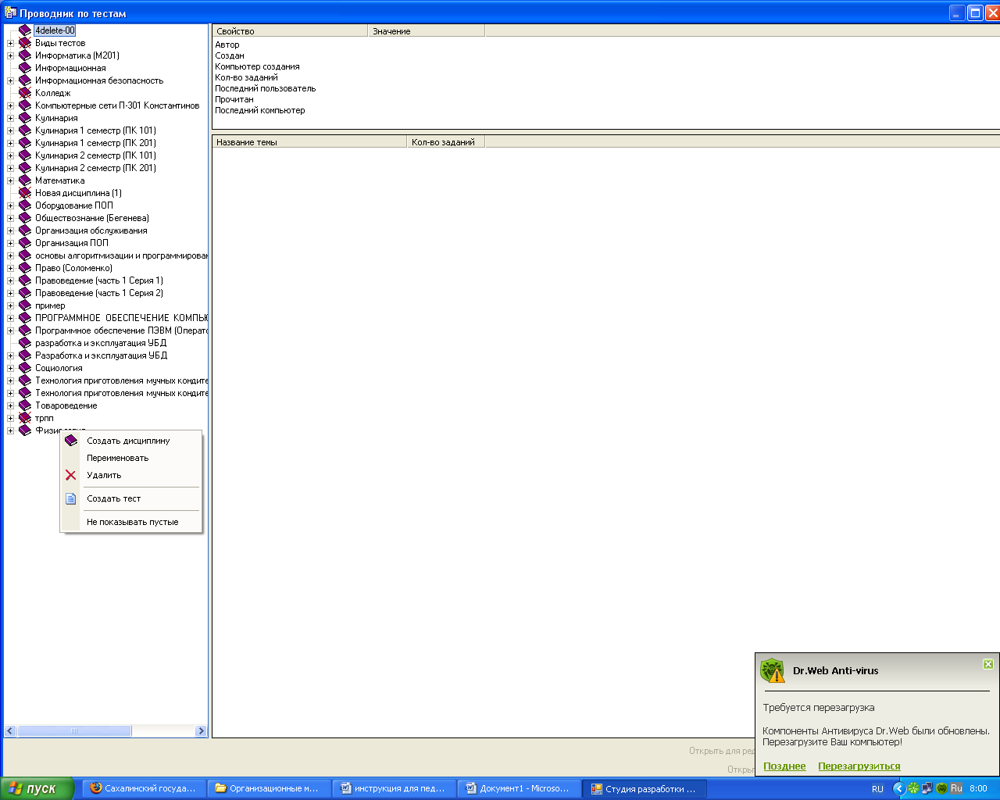 Проводник по тестам
4delete-00
Виды тестов
Информатика (М201)
Информационная
Информационная безопасность
Колледж
Компьютерные сети П-301 Константинов
Кулинария
Кулинария 1 семестр (ПК 101)
Кулинария 1 семестр (ПК 201)
Кулинария 2 семестр (ПК 101)
Кулинария 2 семестр (ПК 201)
Математика
Новая дисциплина (1)
Оборудование ПОП
Обществознание (Бегенева)
Организация обслуживания
Организация ПОП
основы алгоритмизации и программирован
Право (Соломенко)
Правоведение (часть 1 Серия 1)
Правоведение (часть 1 Серия 2)
пример
ПРОГРАММНОЕ ОБЕСПЕЧЕНИЕ КОМПЬЮ
Программное обеспечение ПЭВМ (Операто
разработка и эксплуатация УБД
Разработка и эксплуатация УБД
Социология
Технология приготовления мучных кондите
Технология приготовления мучных кондите
Товароведение
трпп
Создать дисциплину
Переименовать
Удалить
Создать тест
Не показывать пустые
Свойство Значение
Автор
Создан
Компьютер создания
Кол-во заданий
Последний пользователь
Прочитан
Последний компьютер
Название темы Кол-во заданий
Открыть для ред
Открыт
Dr.Web Anti-virus
Требуется перезагрузка
Компоненты Антивируса Dr.Web были обновлены.
Перезагрузите Ваш компьютер!
Позднее Перезагрузиться
пуск Сахалинский госуда... Организационные м... инструкция для пед... Документ1 - Microso... Студия разработки ... RU Ru 8:00